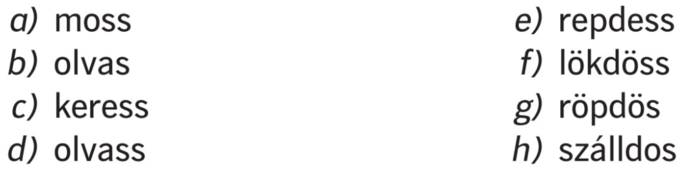 a) moss
b) olvas
c) keress
d) olvass
e) repdess
f) lökdöss
g) röpdös
h) szálldos